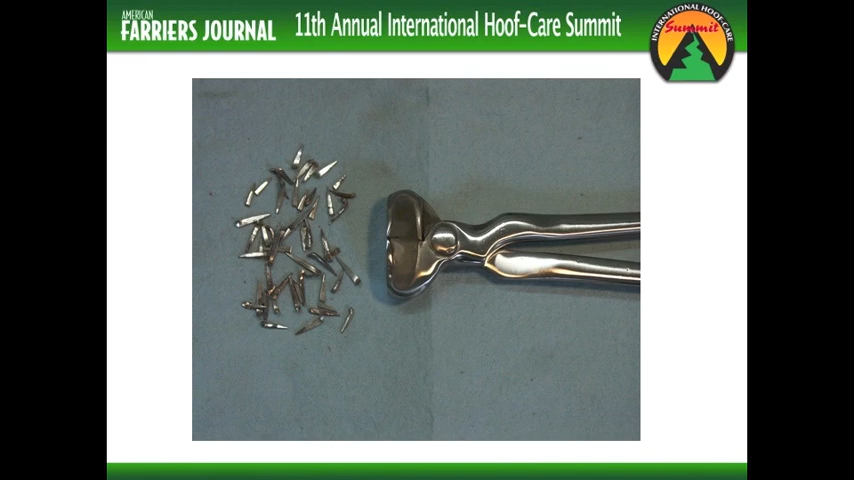 AMERICAN
FARRIERS JOURNAL
11th Annual International Hoof-Care Summit
INTERNATIONAL HOOF-CARE
Summit